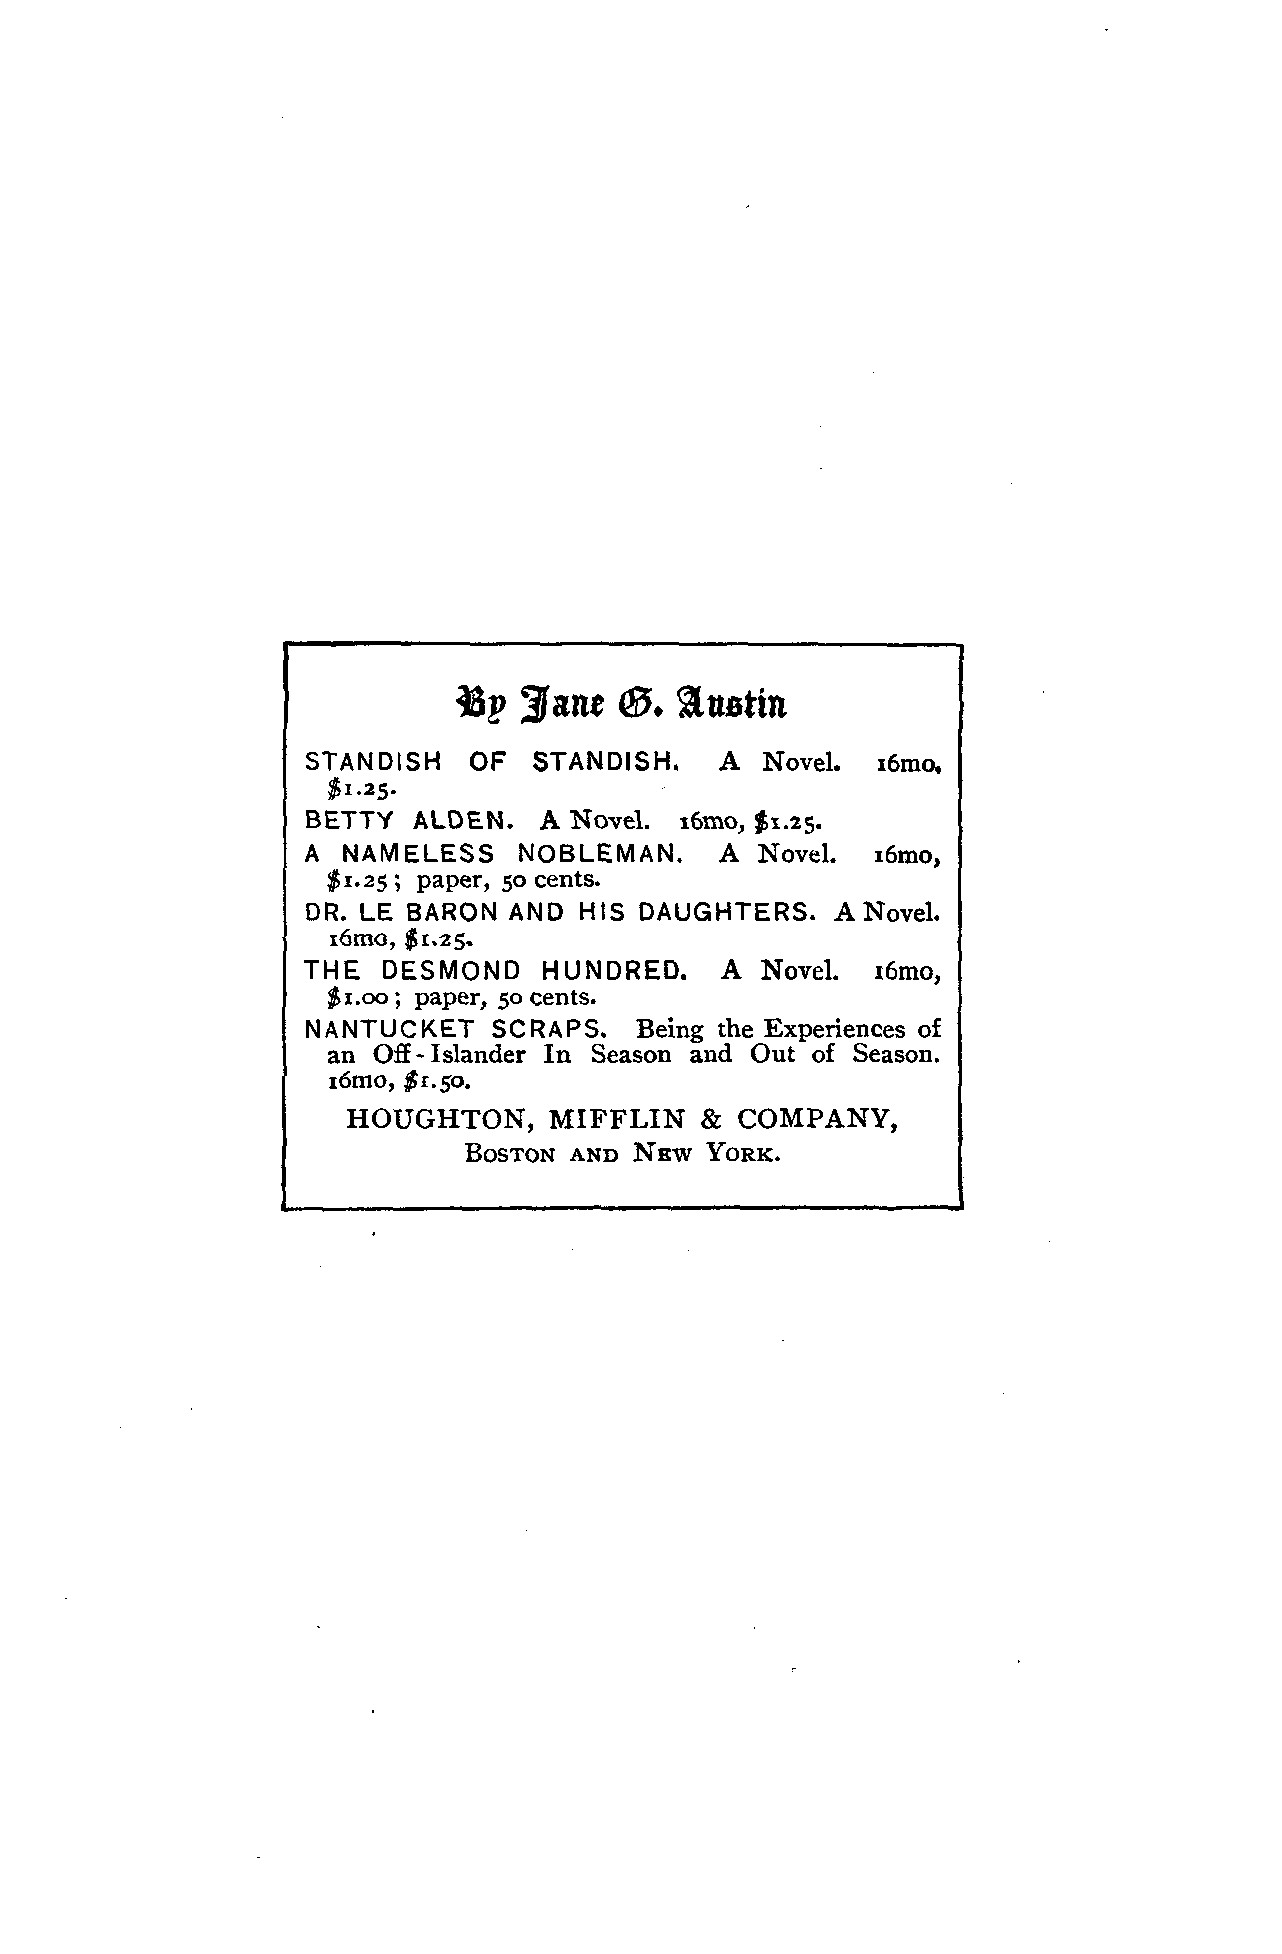 By Jane G. Austin
STANDISH OF STANDISH. A Novel. 16mo,
$1.25.
BETTY ALDEN. A Novel. 16mo, $1.25.
A NAMELESS NOBLEMAN. A Novel. 16mo,
$1.25; paper, 50 cents.
DR. LE BARON AND HIS DAUGHTERS. A Novel.
16mo, $1.25.
THE DESMOND HUNDRED. A Novel. 16mo,
$1.00; paper, 50 cents.
NANTUCKET SCRAPS. Being the Experiences of
an Off-Islander In Season and Out of Season.
16mo, $1.50.
HOUGHTON, MIFFLIN & COMPANY,
BOSTON AND NEW YORK.